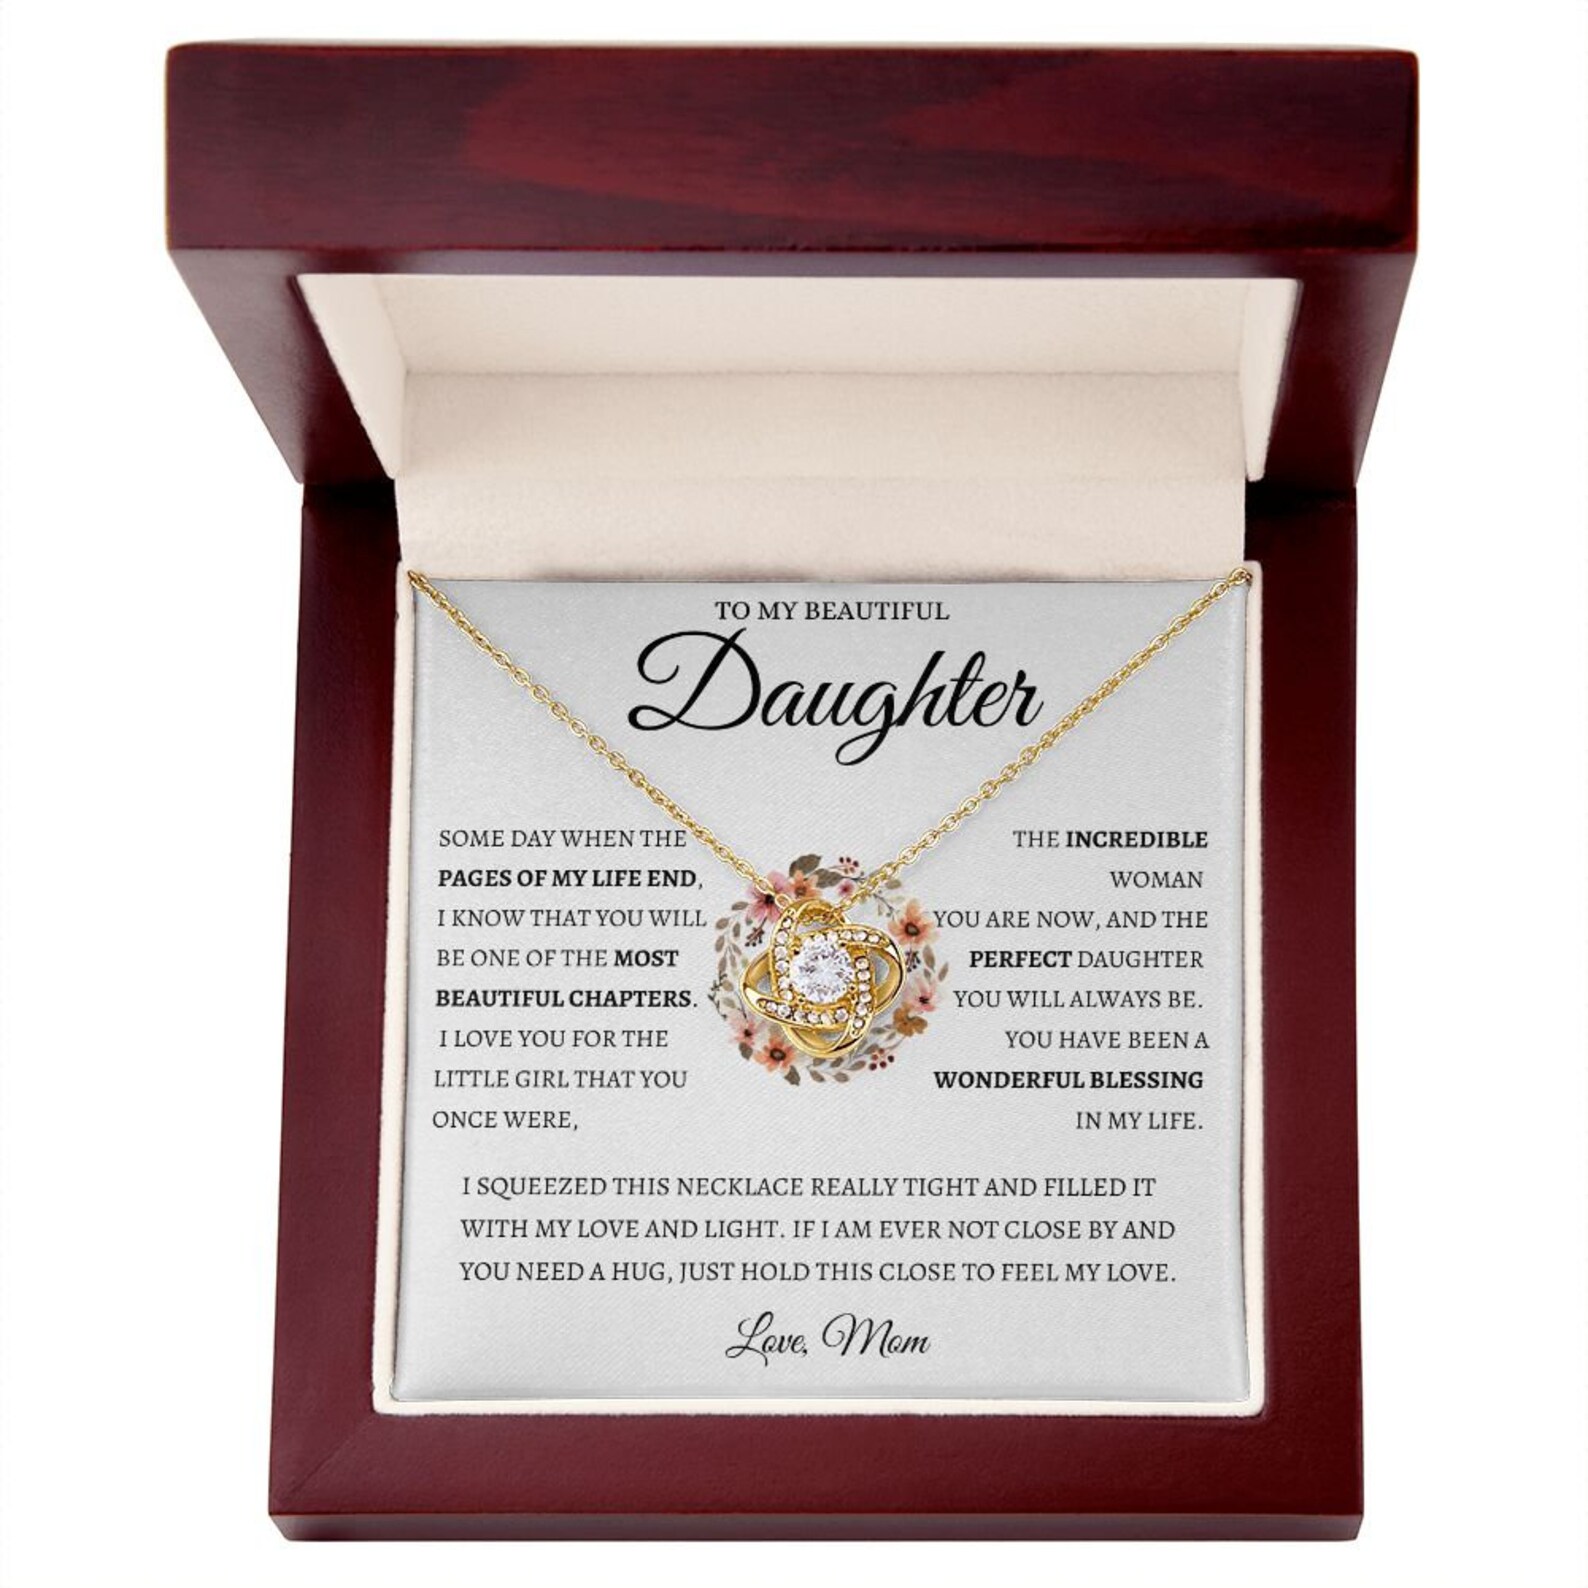 TO MY BEAUTIFUL
Daughter
SOME DAY WHEN THE
PAGES OF MY LIFE END,
I KNOW THAT YOU WILL
BE ONE OF THE MOST
BEAUTIFUL CHAPTERS.
I LOVE YOU FOR THE
LITTLE GIRL THAT YOU
ONCE WERE,
THE INCREDIBLE
WOMAN
YOU ARE NOW, AND THE
PERFECT DAUGHTER
YOU WILL ALWAYS BE.
YOU HAVE BEEN A
WONDERFUL BLESSING
IN MY LIFE.
I SQUEEZED THIS NECKLACE REALLY TIGHT AND FILLED IT
WITH MY LOVE AND LIGHT. IF I AM EVER NOT CLOSE BY AND
YOU NEED A HUG, JUST HOLD THIS CLOSE TO FEEL MY LOVE.
Love, Mom